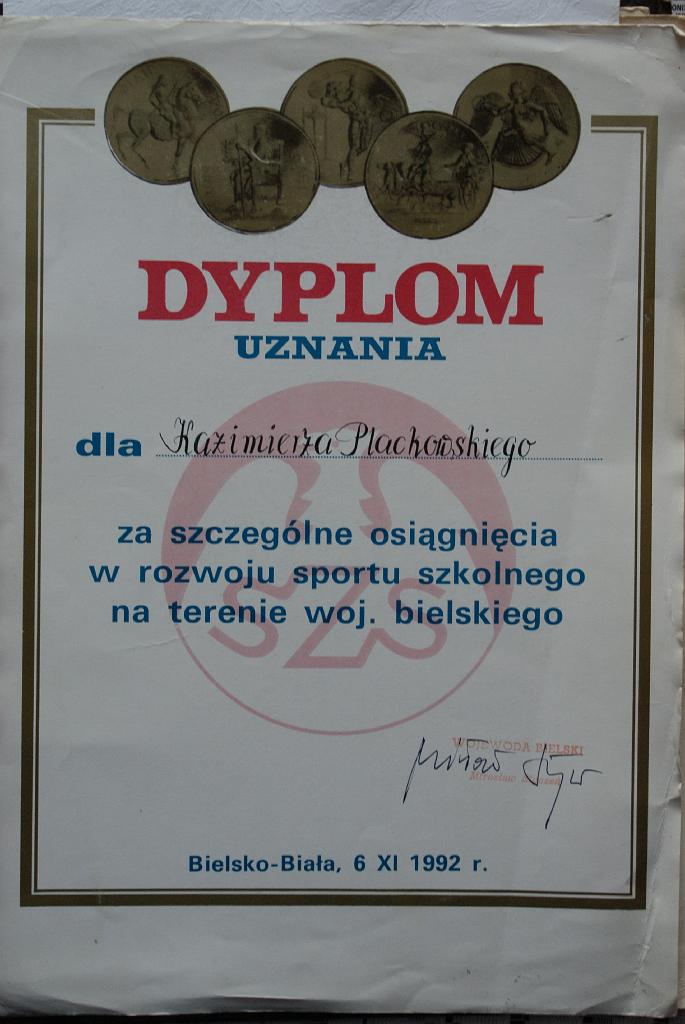 DYPLOM
UZNANIA
dla Kazimierza Płachowskiego
za szczególne osiągnięcia
w rozwoju sportu szkolnego
na terenie woj. bielskiego
SZS
WOJEWODA BIELSKI
Mirosław
Bielsko-Biała, 6 XI 1992 r.